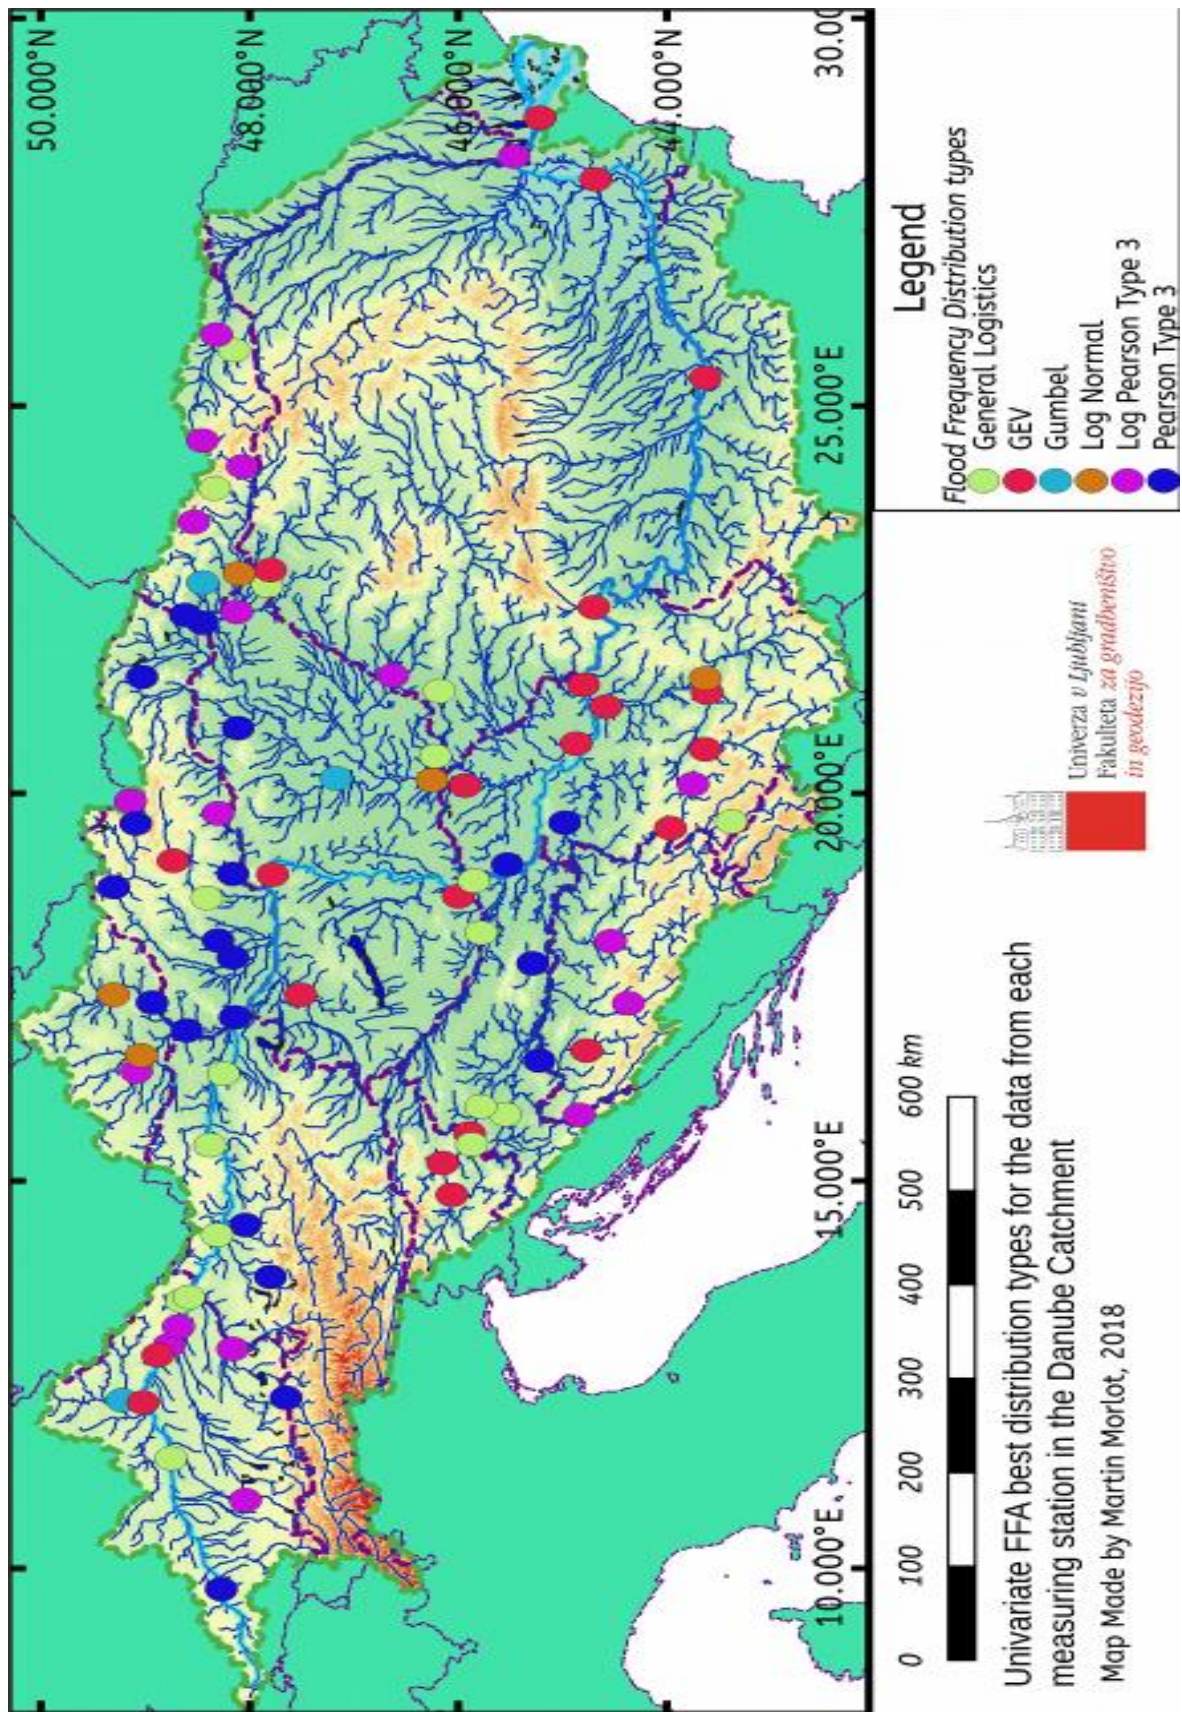 50.000°N
48.000°N
46.000°N
44.000°N
10.000°E
15.000°E
20.000°E
25.000°E
30.00
0 100 200 300 400 500 600 km
Univariate FFA best distribution types for the data from each
measuring station in the Danube Catchment
Map Made by Martin Morlot, 2018
Univerza v Ljubljani
Fakulteta za gradbeništvo
in geodezijo
Legend
Flood Frequency Distribution types
General Logistics
GEV
Gumbel
Log Normal
Log Pearson Type 3
Pearson Type 3